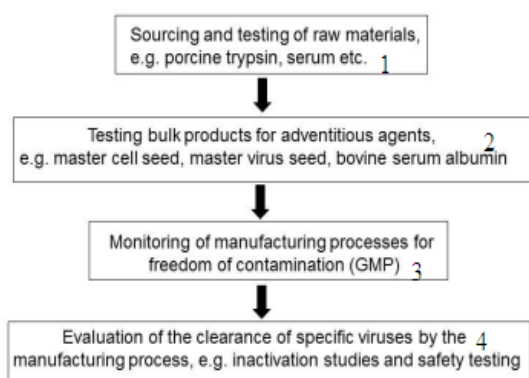 Sourcing and testing of raw materials,
e.g. porcine trypsin, serum etc. 1
Testing bulk products for adventitious agents, 2
e.g. master cell seed, master virus seed, bovine serum albumin
Monitoring of manufacturing processes for
freedom of contamination (GMP) 3
Evaluation of the clearance of specific viruses by the 4
manufacturing process, e.g. inactivation studies and safety testing